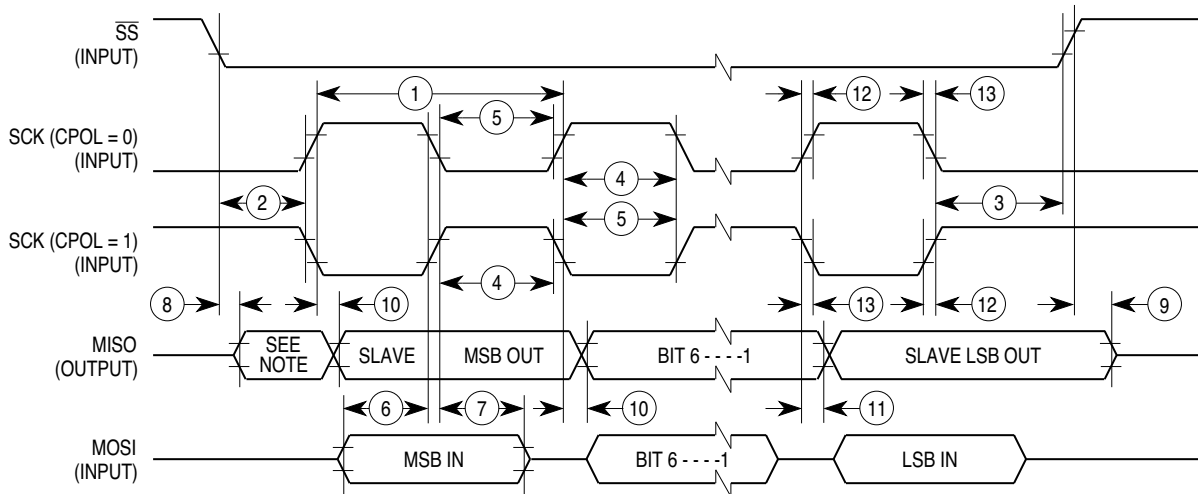 SS
(INPUT)
1
12
13
5
SCK (CPOL = 0)
(INPUT)
4
2
3
5
SCK (CPOL = 1)
(INPUT)
4
8
10
13
12
9
MISO
(OUTPUT)
SEE
NOTE
SLAVE
MSB OUT
BIT 6 - - - -1
SLAVE LSB OUT
6
7
10
11
MOSI
(INPUT)
MSB IN
BIT 6 - - - -1
LSB IN